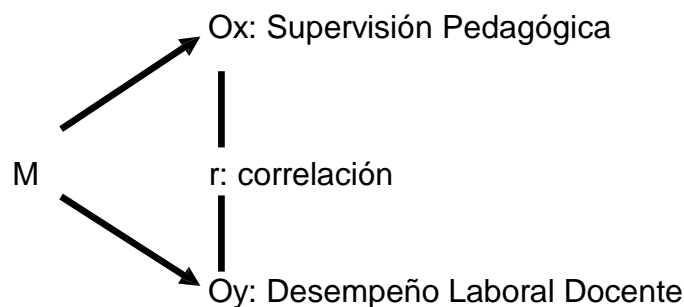 Ox: Supervisión Pedagógica
M
r: correlación
Oy: Desempeño Laboral Docente